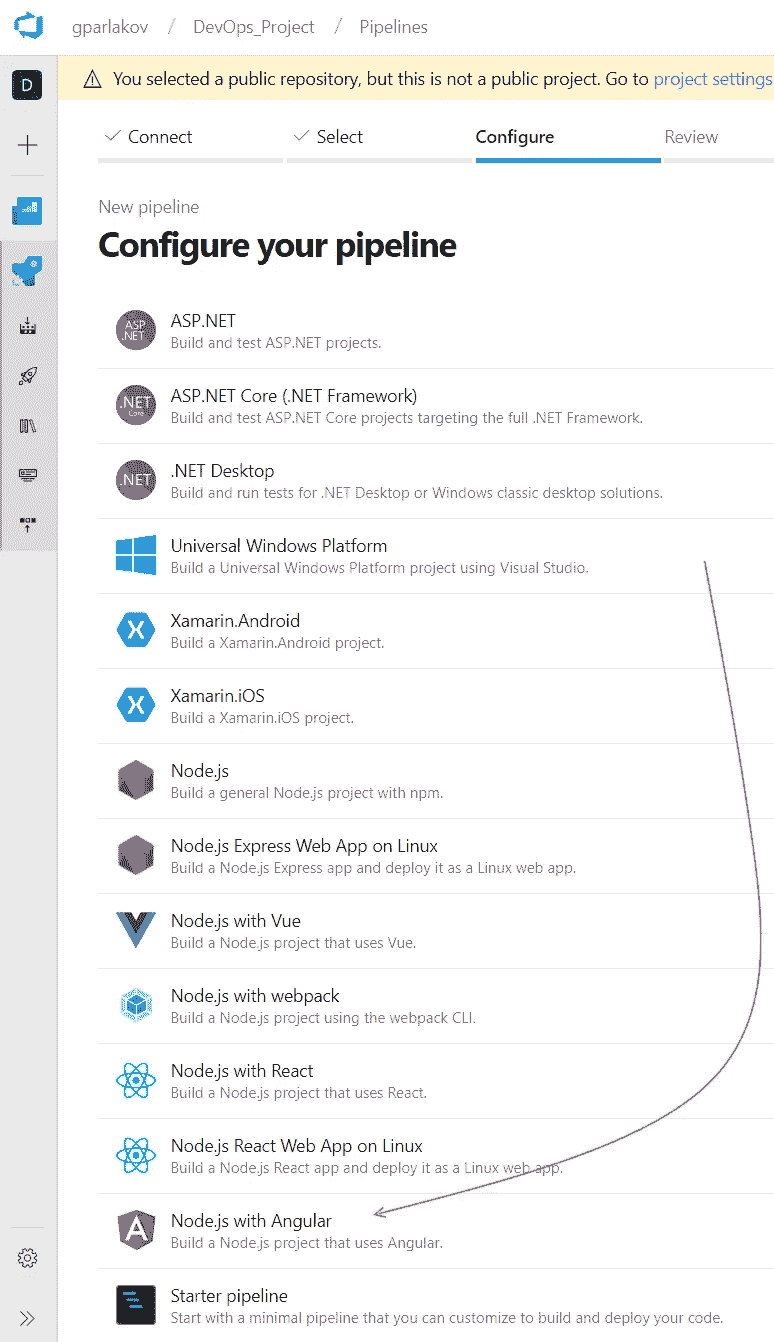 gparlakov / DevOps_Project / Pipelines
D
You selected a public repository, but this is not a public project. Go to project settings
Connect
Select
Configure
Review
New pipeline
Configure your pipeline
ASP.NET
ASP.NET
Build and test ASP.NET projects.
.NET Core
ASP.NET Core (.NET Framework)
Build and test ASP.NET Core projects targeting the full .NET Framework.
.NET
.NET Desktop
Build and run tests for .NET Desktop or Windows classic desktop solutions.
Universal Windows Platform
Build a Universal Windows Platform project using Visual Studio.
Xamarin.Android
Build a Xamarin.Android project.
Xamarin.iOS
Build a Xamarin.iOS project.
Node.js
Build a general Node.js project with npm.
Node.js Express Web App on Linux
Build a Node.js Express app and deploy it as a Linux web app.
Node.js with Vue
Build a Node.js project that uses Vue.
Node.js with webpack
Build a Node.js project using the webpack CLI.
Node.js with React
Build a Node.js project that uses React.
Node.js React Web App on Linux
Build a Node.js React app and deploy it as a Linux web app.
Node.js with Angular
Build a Node.js project that uses Angular.
Starter pipeline
Start with a minimal pipeline that you can customize to build and deploy your code.